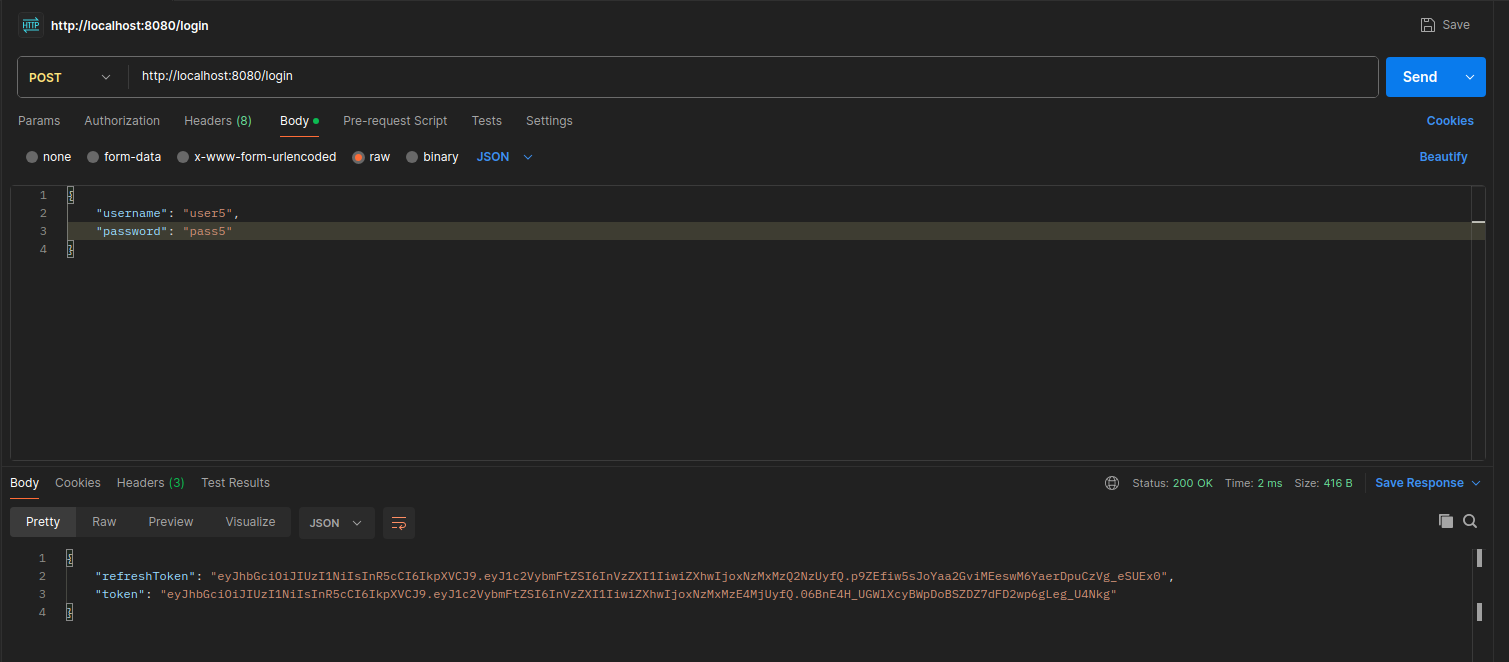 HTTP http://localhost:8080/login Save
POST http://localhost:8080/login Send
Params Authorization Headers (8) Body Pre-request Script Tests Settings Cookies
none form-data x-www-form-urlencoded raw binary JSON Beautify
1 {
2 "username": "user5",
3 "password": "pass5"
4 }
Body Cookies Headers (3) Test Results Status: 200 OK Time: 2 ms Size: 416 B Save Response
Pretty Raw Preview Visualize JSON
1 {
2 "refreshToken": "eyJhbGciOiJIUzI1NiIsInR5cCI6IkpXVCJ9.eyJ1c2VybmFtZSI6InVzZXI1IiwiZXhwIjoxNzMxMzQ2NzUyfQ.p9ZEfiw5sJoYaa2GviMEeswM6YaerDpuCzVg_eSUEx0",
3 "token": "eyJhbGciOiJIUzI1NiIsInR5cCI6IkpXVCJ9.eyJ1c2VybmFtZSI6InVzZXI1IiwiZXhwIjoxNzMxMzE4MjUyfQ.06BnE4H_UGWlXcyBWpDoBSZDZ7dFD2wp6gLeg_U4Nkg"
4 }